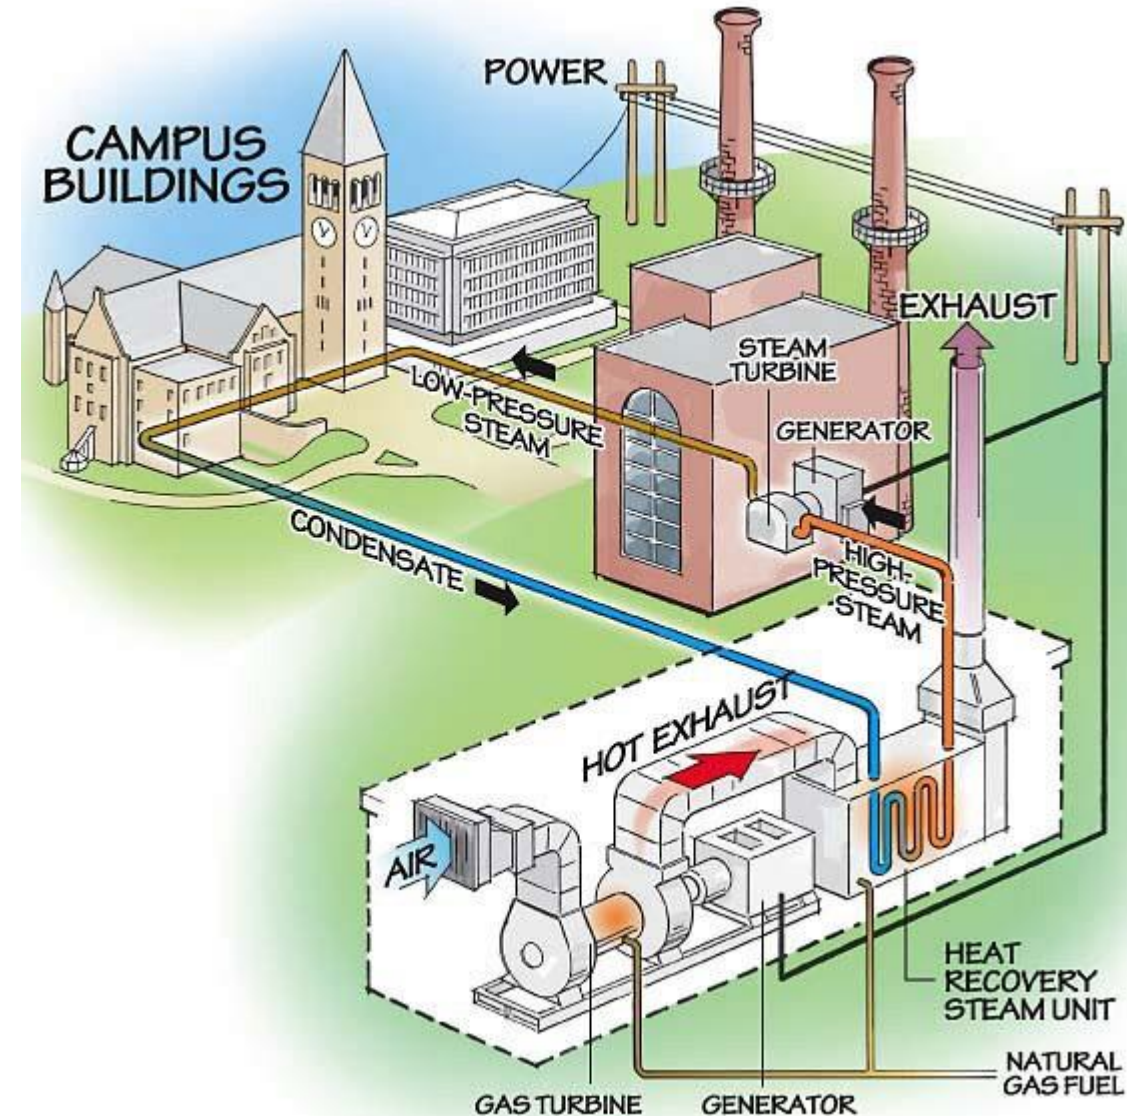 POWER
CAMPUS
BUILDINGS
EXHAUST
STEAM
TURBINE
GENERATOR
LOW-PRESSURE
STEAM
HIGH-
PRESSURE
STEAM
CONDENSATE
HOT EXHAUST
AIR
HEAT
RECOVERY
STEAM UNIT
NATURAL
GAS FUEL
GAS TURBINE
GENERATOR